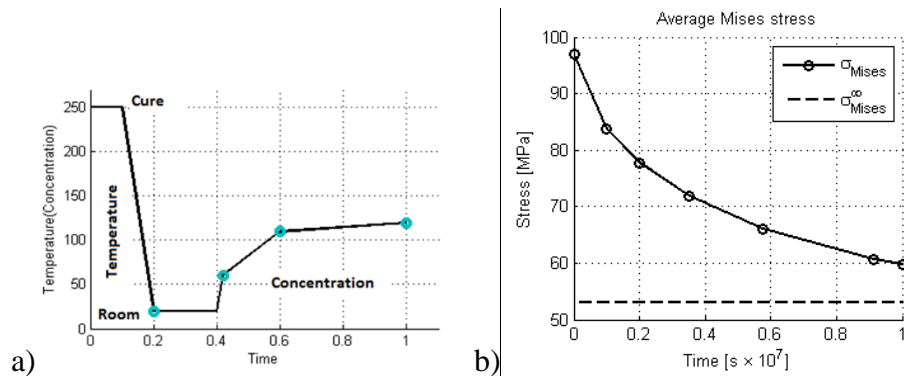 a)
Temperature(Concentration)
250
200
150
100
50
0
Cure
Temperature
Room
Concentration
0
0.2
0.4
0.6
0.8
1
Time
b)
Average Mises stress
Stress [MPa]
100
90
80
70
60
50
σMises
σ∞Mises
0
0.2
0.4
0.6
0.8
1
Time [s × 10⁷]